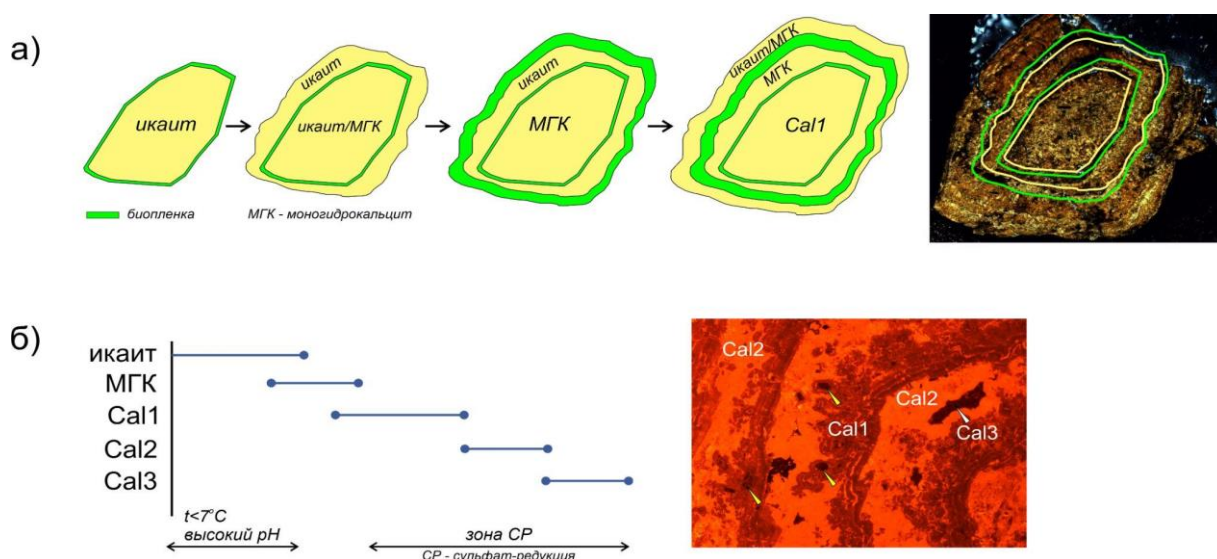 а)
икаит
икаит
икаит/МГК
икаит
МГК
икаит/МГК
МГК
Cal1
биопленка
МГК - моногидрокальцит
б)
икаит
МГК
Cal1
Cal2
Cal3
t<7°C
высокий pH
зона СР
СР - сульфат-редукция
Cal2
Cal2
Cal1
Cal3